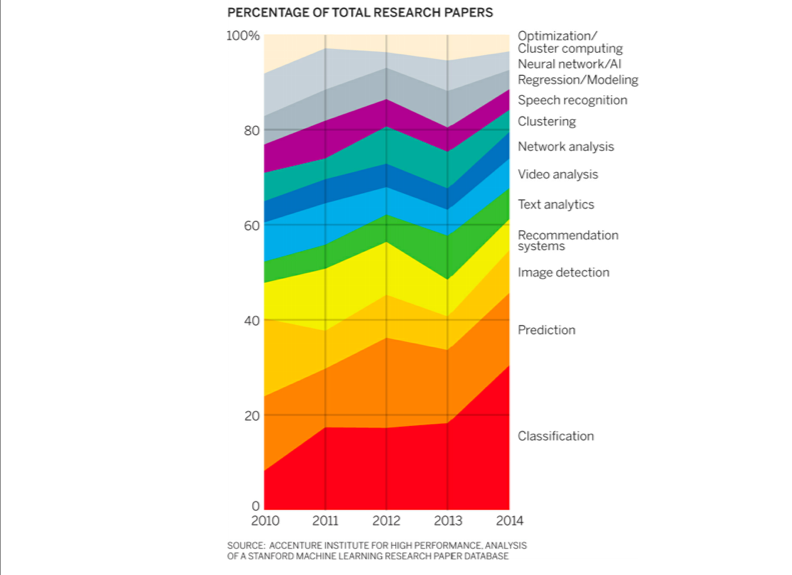 PERCENTAGE OF TOTAL RESEARCH PAPERS
100%
80
60
40
20
0
Optimization/
Cluster computing
Neural network/AI
Regression/Modeling
Speech recognition
Clustering
Network analysis
Video analysis
Text analytics
Recommendation
systems
Image detection
Prediction
Classification
2010 2011 2012 2013 2014
SOURCE: ACCENTURE INSTITUTE FOR HIGH PERFORMANCE, ANALYSIS
OF A STANFORD MACHINE LEARNING RESEARCH PAPER DATABASE